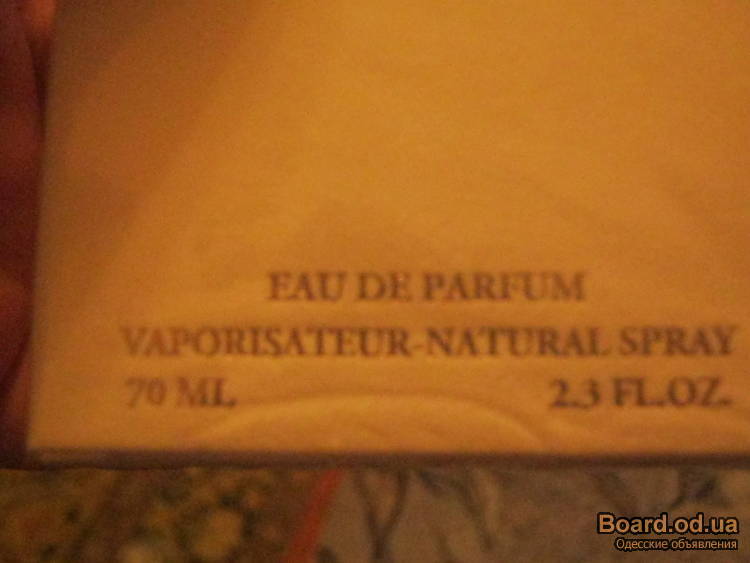 EAU DE PARFUM
VAPORISATEUR-NATURAL SPRAY
70 ML 2.3 FL.OZ.
Board.od.ua
Одесские объявления